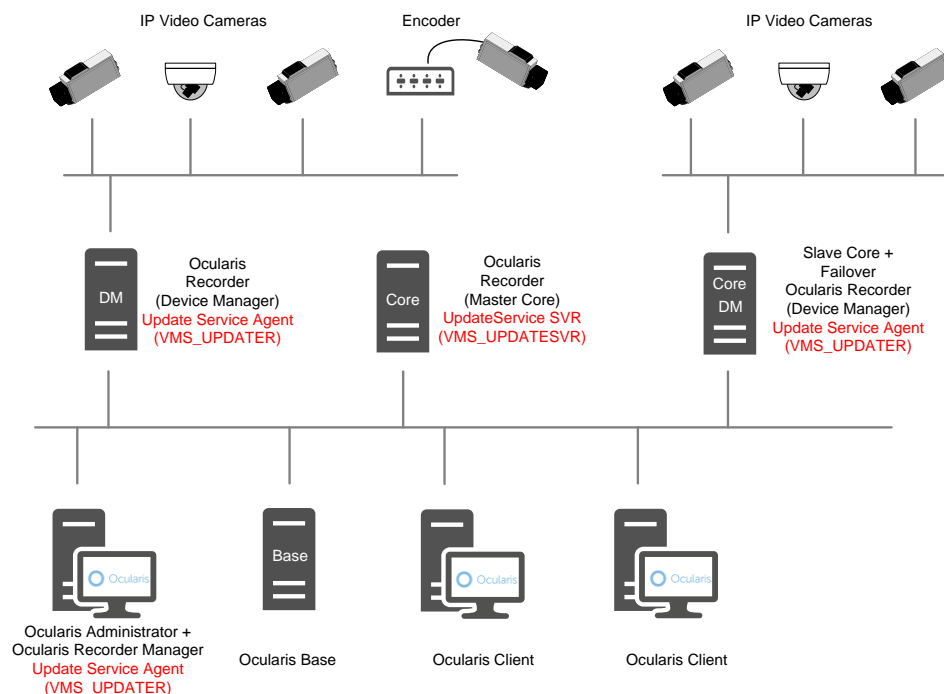 IP Video Cameras
Encoder
IP Video Cameras
DM
Ocularis
Recorder
(Device Manager)
Update Service Agent
(VMS_UPDATER)
Core
Ocularis
Recorder
(Master Core)
UpdateService SVR
(VMS_UPDATESVR)
Core
DM
Slave Core +
Failover
Ocularis Recorder
(Device Manager)
Update Service Agent
(VMS_UPDATER)
Ocularis
Ocularis Administrator +
Ocularis Recorder Manager
Update Service Agent
(VMS_UPDATER)
Base
Ocularis Base
Ocularis
Ocularis Client
Ocularis
Ocularis Client